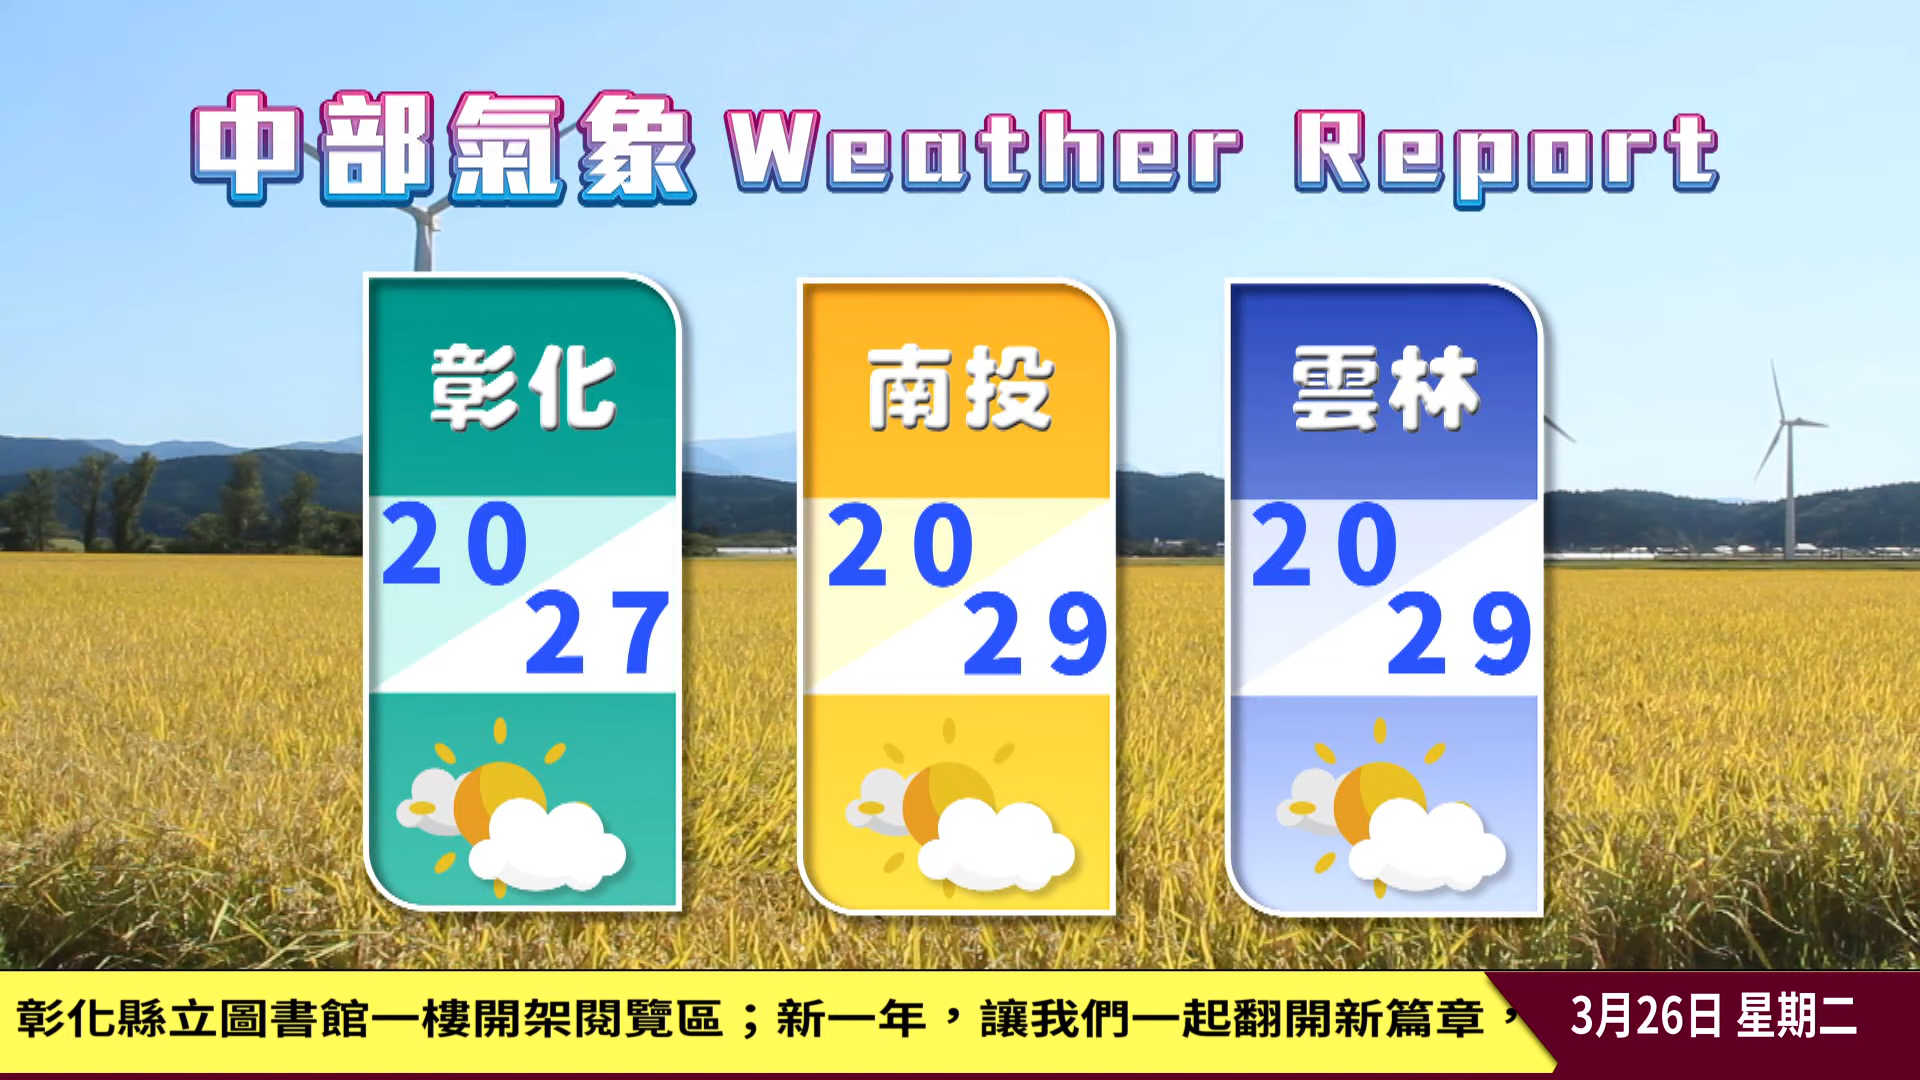 中部氣象 Weather Report
彰化
20
27
南投
20
29
雲林
20
29
彰化縣立圖書館一樓開架閱覽區；新一年，讓我們一起翻開新篇章，
3月26日 星期二